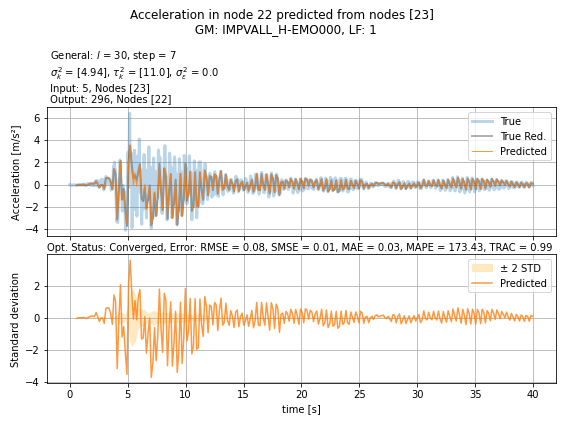 Acceleration in node 22 predicted from nodes [23]
GM: IMPVALL_H-EMO000, LF: 1
General: l = 30, step = 7
σ²ₖ = [4.94], τ²ₖ = [11.0], σ²ε = 0.0
Input: 5, Nodes [23]
Output: 296, Nodes [22]
Acceleration [m/s²]
6
4
2
0
−2
−4
True
True Red.
Predicted
Opt. Status: Converged, Error: RMSE = 0.08, SMSE = 0.01, MAE = 0.03, MAPE = 173.43, TRAC = 0.99
Standard deviation
2
0
−2
−4
± 2 STD
Predicted
0 5 10 15 20 25 30 35 40
time [s]